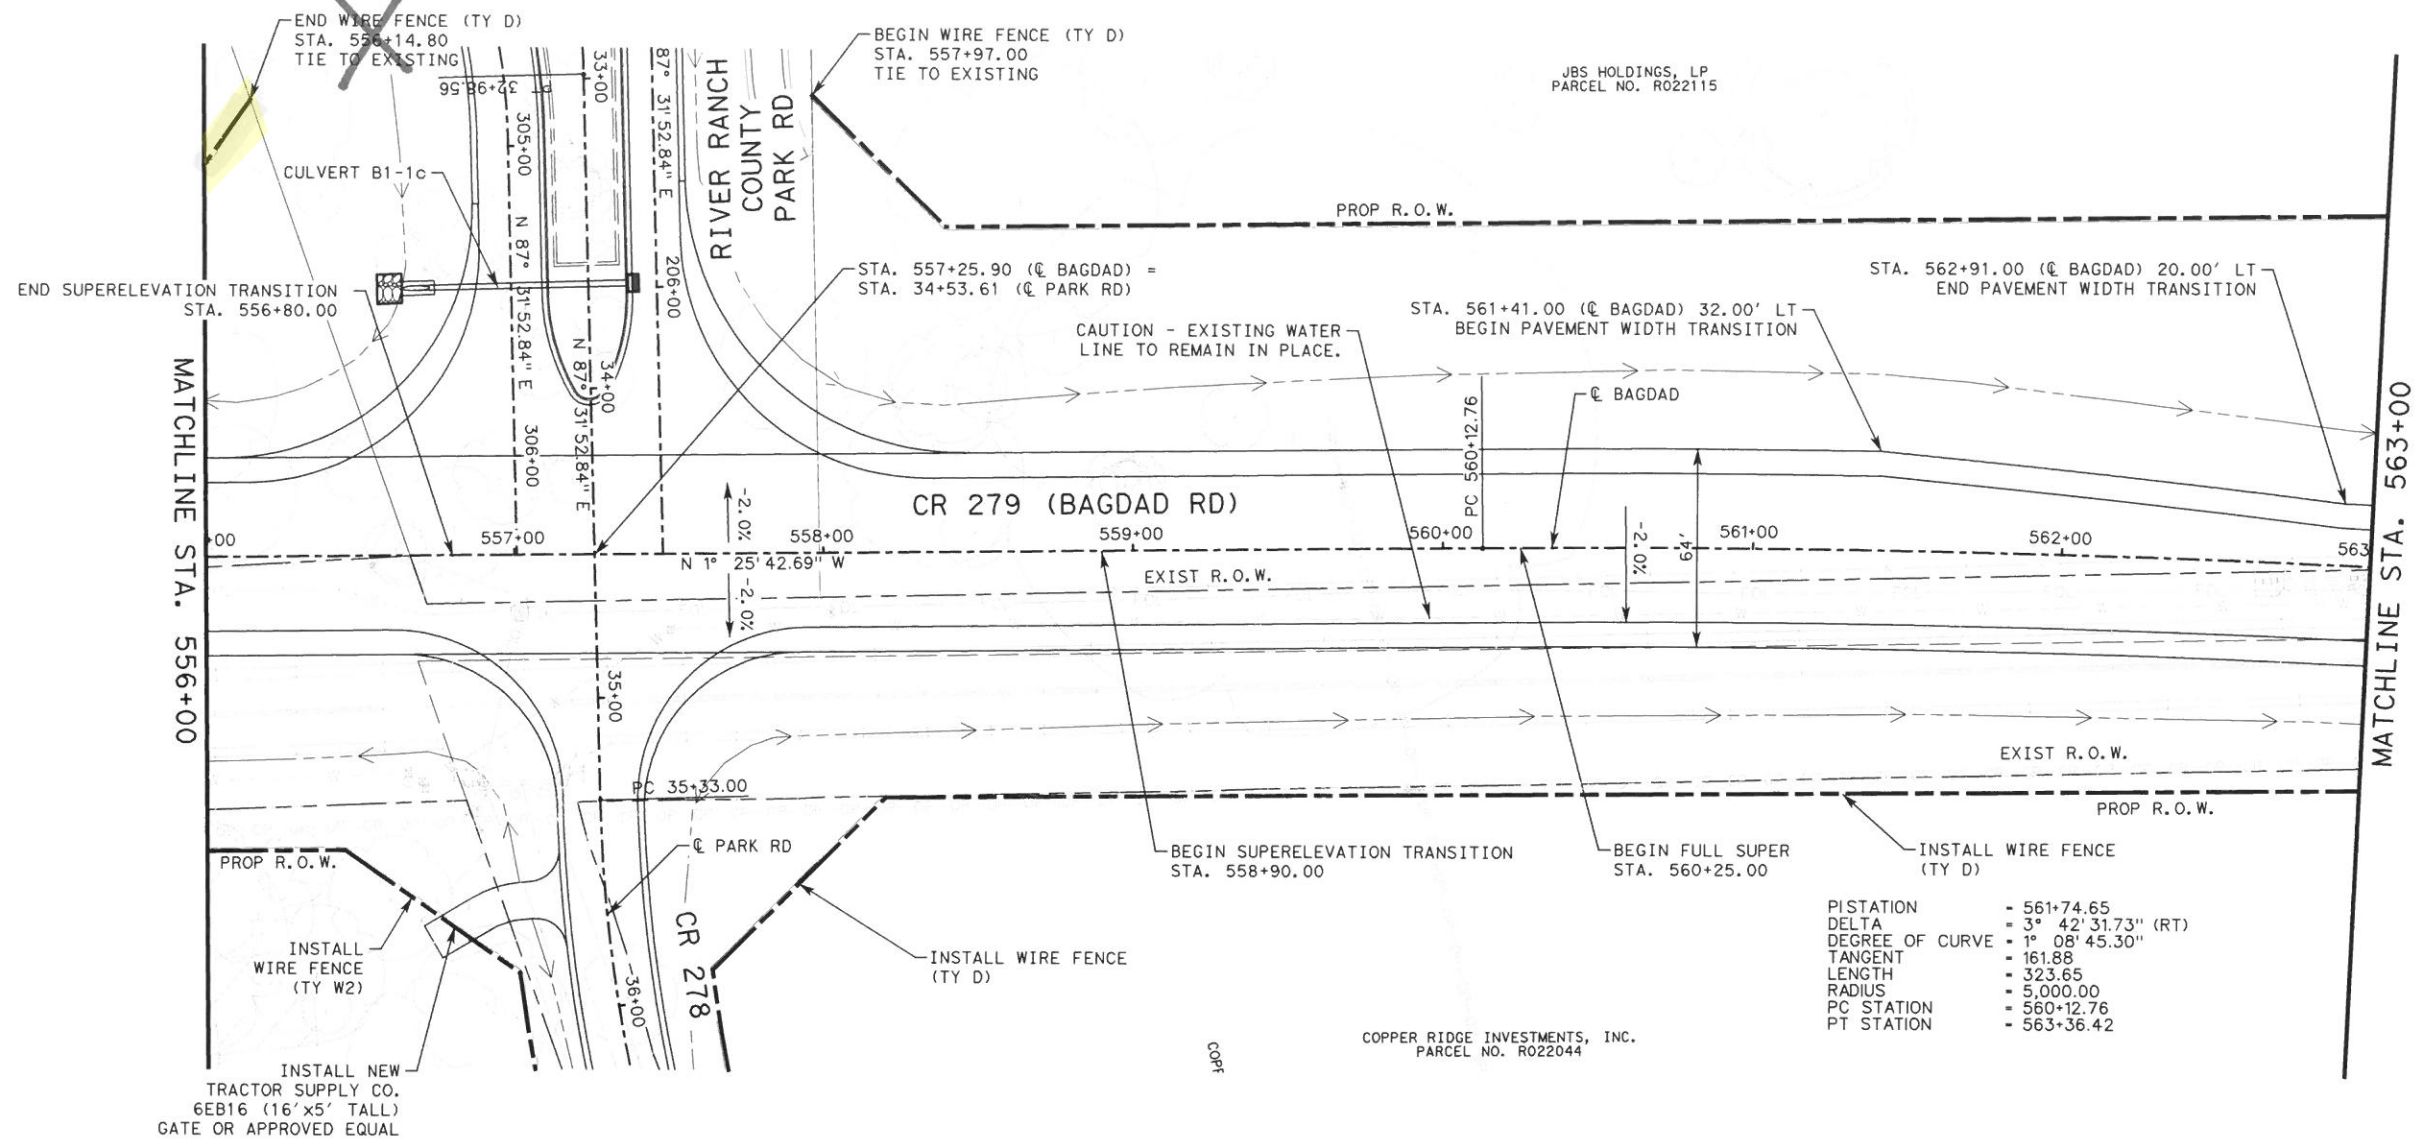 END WIRE FENCE (TY D)
STA. 556+14.80
TIE TO EXISTING
BEGIN WIRE FENCE (TY D)
STA. 557+97.00
TIE TO EXISTING
JBS HOLDINGS, LP
PARCEL NO. R022115
PT 32+98.56
33+00
305+00
N 87° 31'52.84" E
306+00
87° 31'52.84" E
206+00
RIVER RANCH
COUNTY
PARK RD
CULVERT B1-1c
PROP R.O.W.
END SUPERELEVATION TRANSITION
STA. 556+80.00
N 87° 31'52.84" E
34+00
STA. 557+25.90 (℄ BAGDAD) =
STA. 34+53.61 (℄ PARK RD)
CAUTION - EXISTING WATER
LINE TO REMAIN IN PLACE.
STA. 561+41.00 (℄ BAGDAD) 32.00' LT
BEGIN PAVEMENT WIDTH TRANSITION
STA. 562+91.00 (℄ BAGDAD) 20.00' LT
END PAVEMENT WIDTH TRANSITION
℄ BAGDAD
PC 560+12.76
MATCHLINE STA. 556+00
MATCHLINE STA. 563+00
CR 279 (BAGDAD RD)
+00
557+00
558+00
559+00
560+00
561+00
562+00
563
-2.0%
-2.0%
-2.0%
64'
N 1° 25'42.69" W
EXIST R.O.W.
35+00
EXIST R.O.W.
PROP R.O.W.
PC 35+33.00
℄ PARK RD
PROP R.O.W.
CR 278
36+00
INSTALL
WIRE FENCE
(TY W2)
INSTALL NEW
TRACTOR SUPPLY CO.
6EB16 (16'x5' TALL)
GATE OR APPROVED EQUAL
INSTALL WIRE FENCE
(TY D)
BEGIN SUPERELEVATION TRANSITION
STA. 558+90.00
BEGIN FULL SUPER
STA. 560+25.00
INSTALL WIRE FENCE
(TY D)
PI STATION = 561+74.65
DELTA = 3° 42'31.73" (RT)
DEGREE OF CURVE = 1° 08'45.30"
TANGENT = 161.88
LENGTH = 323.65
RADIUS = 5,000.00
PC STATION = 560+12.76
PT STATION = 563+36.42
COPPER RIDGE INVESTMENTS, INC.
PARCEL NO. R022044